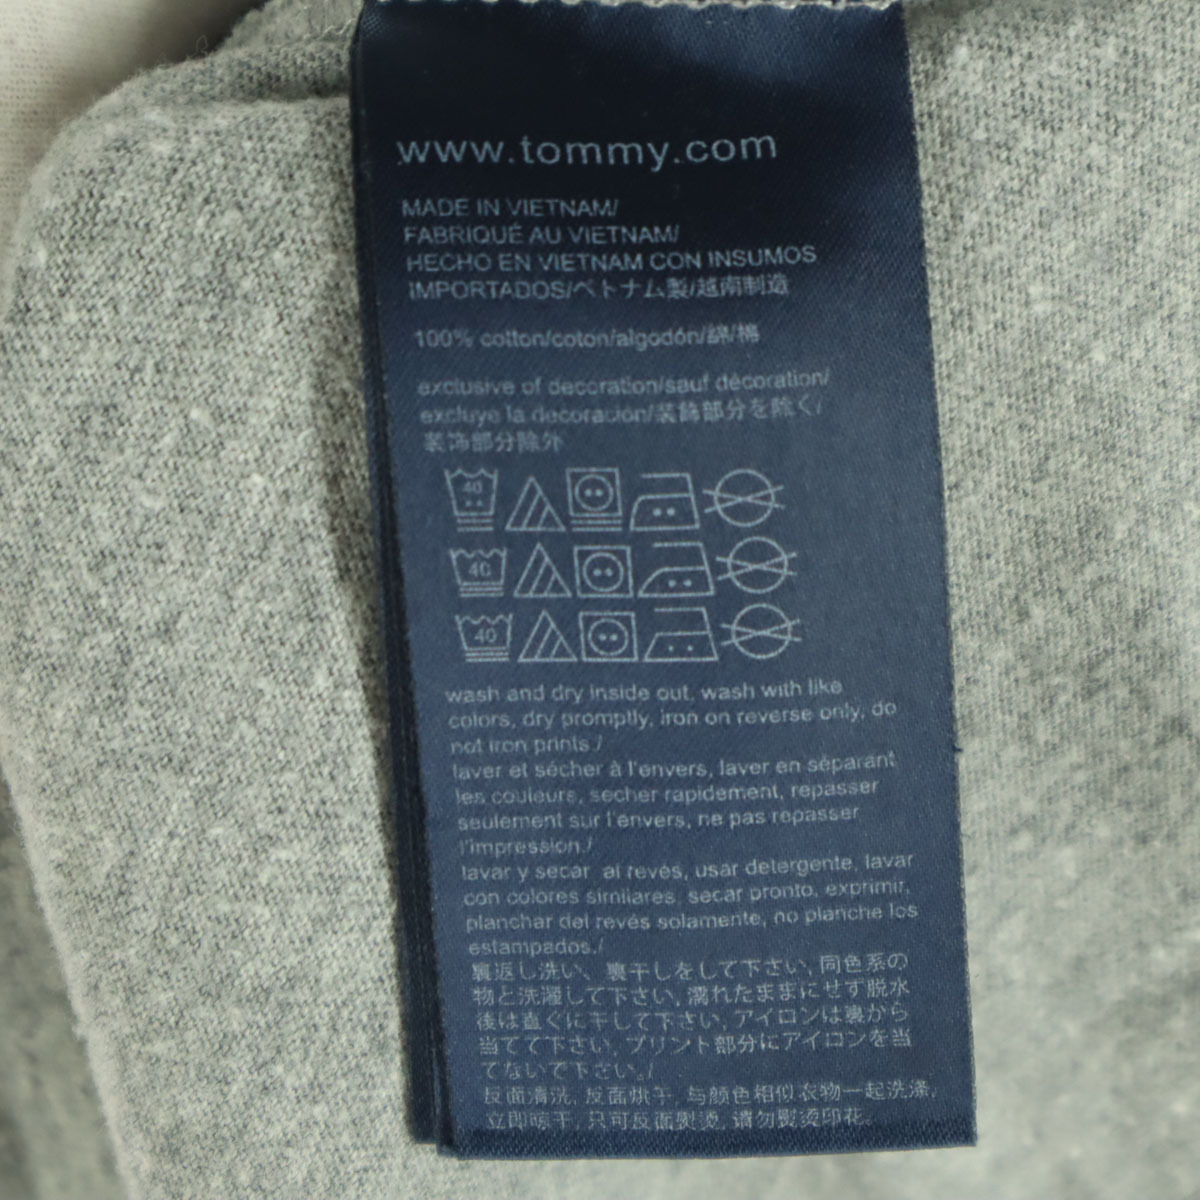 www.tommy.com
MADE IN VIETNAM/
FABRIQUÉ AU VIETNAM/
HECHO EN VIETNAM CON INSUMOS
IMPORTADOS/ベトナム製/越南制造
100% cotton/coton/algodón/綿/棉
exclusive of decoration/sauf décoration/
excluye la decoración/装飾部分を除く/
装饰部分除外
40
40
40
wash and dry inside out, wash with like
colors, dry promptly, iron on reverse only, do
not iron prints./
laver et sécher à l'envers, laver en séparant
les couleurs, secher rapidement, repasser
seulement sur l'envers, ne pas repasser
l'impression./
lavar y secar al revés, usar detergente, lavar
con colores similares, secar pronto, exprimir,
planchar del revés solamente, no planche los
estampados./
裏返し洗い、裏干しをして下さい, 同色系の
物と洗濯して下さい, 濡れたままにせず脱水
後は直ぐに干して下さい, アイロンは裏から
当てて下さい, プリント部分にアイロンを当
てないで下さい./
反面清洗, 反面烘干, 与颜色相似衣物一起洗涤,
立即晾干, 只可反面熨烫, 请勿熨烫印花.